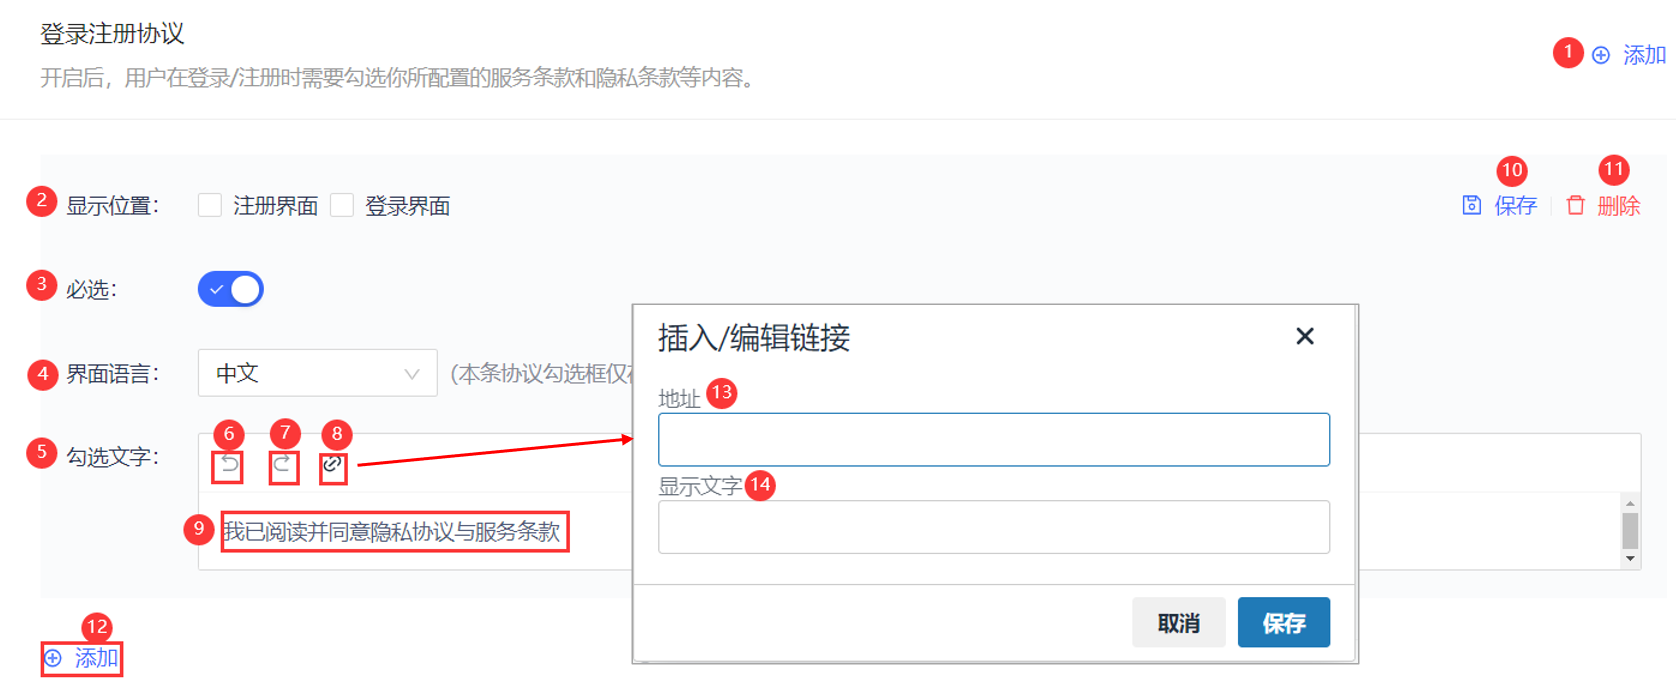 登录注册协议
1 添加
开启后，用户在登录/注册时需要勾选你所配置的服务条款和隐私条款等内容。
2 显示位置： 注册界面 登录界面
10 保存
11 删除
3 必选：
4 界面语言： 中文 (本条协议勾选框仅
5 勾选文字：
6 7 8
9 我已阅读并同意隐私协议与服务条款
12
添加
插入/编辑链接
地址 13
显示文字 14
取消 保存